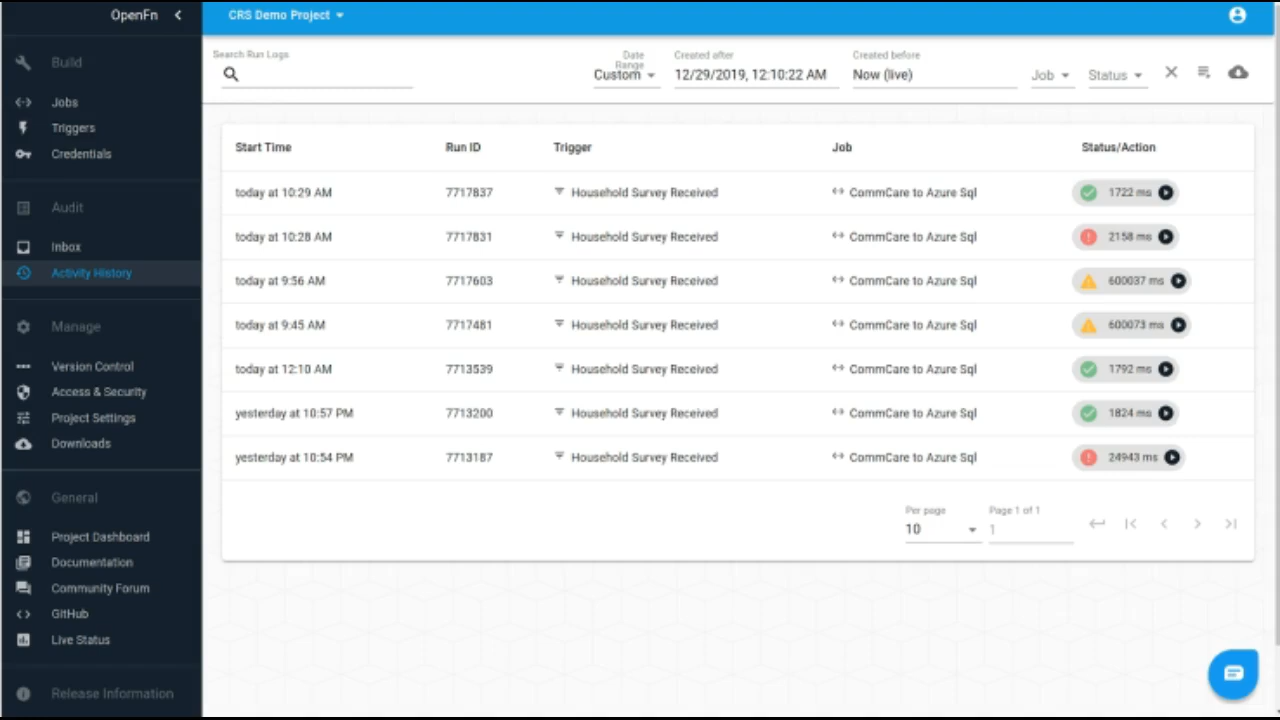 OpenFn
CRS Demo Project
Build
Jobs
Triggers
Credentials
Audit
Inbox
Activity History
Manage
Version Control
Access & Security
Project Settings
Downloads
General
Project Dashboard
Documentation
Community Forum
GitHub
Live Status
Release Information
Search Run Logs
Date Range
Custom
Created after
12/29/2019, 12:10:22 AM
Created before
Now (live)
Job
Status
Start Time Run ID Trigger Job Status/Action
today at 10:29 AM 7717837 Household Survey Received CommCare to Azure Sql 1722 ms
today at 10:28 AM 7717831 Household Survey Received CommCare to Azure Sql 2158 ms
today at 9:56 AM 7717603 Household Survey Received CommCare to Azure Sql 600037 ms
today at 9:45 AM 7717481 Household Survey Received CommCare to Azure Sql 600073 ms
today at 12:10 AM 7713539 Household Survey Received CommCare to Azure Sql 1792 ms
yesterday at 10:57 PM 7713200 Household Survey Received CommCare to Azure Sql 1824 ms
yesterday at 10:54 PM 7713187 Household Survey Received CommCare to Azure Sql 24943 ms
Per page
10
Page 1 of 1
1